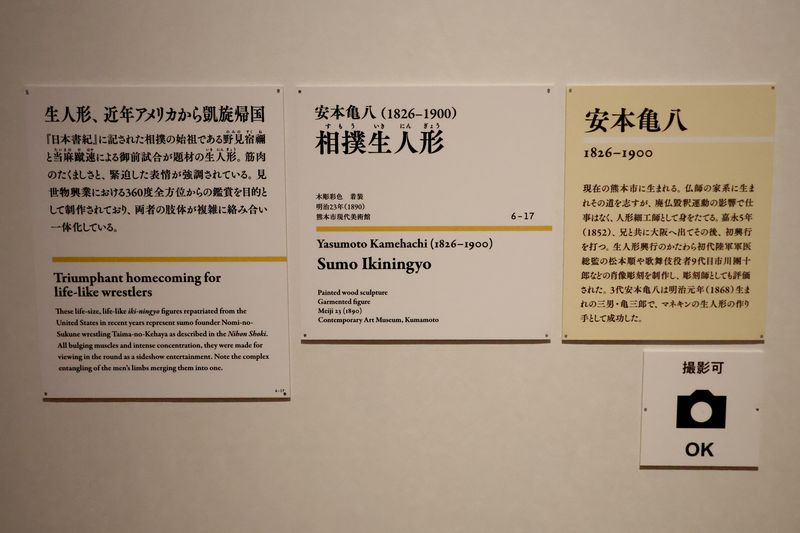 生人形、近年アメリカから凱旋帰国
『日本書紀』に記された相撲の始祖である野見宿禰
と当麻蹴速による御前試合が題材の生人形。筋肉
のたくましさと、緊迫した表情が強調されている。見
世物興業における360度全方位からの鑑賞を目的と
して制作されており、両者の肢体が複雑に絡み合い
一体化している。
Triumphant homecoming for
life-like wrestlers
These life-size, life-like iki-ningyo figures repatriated from the
United States in recent years represent sumo founder Nomi-no-
Sukune wrestling Taima-no-Kehaya as described in the Nihon Shoki.
All bulging muscles and intense concentration, they were made for
viewing in the round as a sideshow entertainment. Note the complex
entangling of the men's limbs merging them into one.
6-17
安本亀八 (1826–1900)
すもう いき にん ぎょう
相撲生人形
木彫彩色 着装
明治23年(1890)
熊本市現代美術館
6-17
Yasumoto Kamehachi (1826–1900)
Sumo Ikiningyo
Painted wood sculpture
Garmented figure
Meiji 23 (1890)
Contemporary Art Museum, Kumamoto
安本亀八
1826–1900
現在の熊本市に生まれる。仏師の家系に生ま
れその道を志すが、廃仏毀釈運動の影響で仕
事はなく、人形細工師として身をたてる。嘉永5年
(1852)、兄と共に大阪へ出てその後、初興行
を打つ。生人形興行のかたわら初代陸軍軍医
総監の松本順や歌舞伎役者9代目市川團十
郎などの肖像彫刻を制作し、彫刻師としても評価
された。3代安本亀八は明治元年(1868)生ま
れの三男・亀三郎で、マネキンの生人形の作り
手として成功した。
撮影可
OK